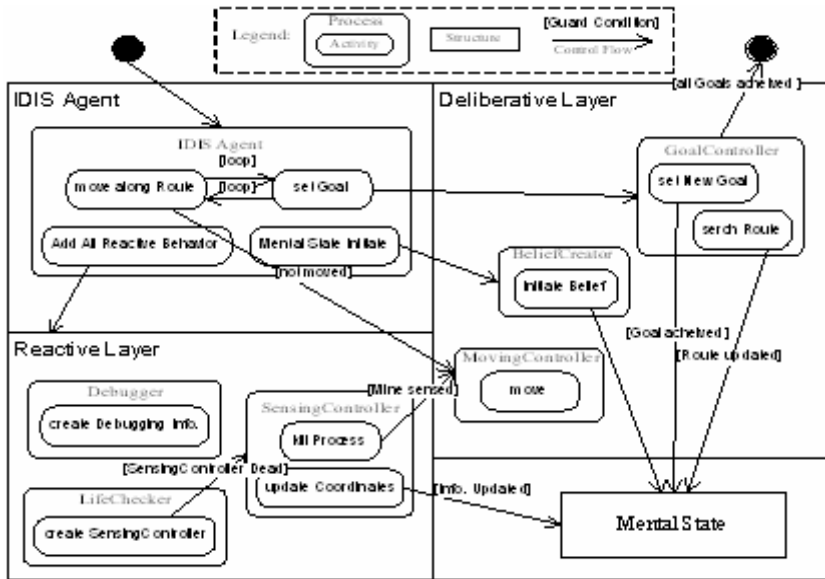 Legend:
Process
Activity
Structure
[Guard Condition]
Control Flow
[all Goals acheived ]
IDIS Agent
Deliberative Layer
IDIS Agent
[loop]
move along Route
[loop]
set Goal
Add All Reactive Behavior
Mental State Initiate
[not moved]
GoalController
set New Goal
serch Route
BeliefCreator
Initiate Belief
[Goal acheived ]
[Route updated]
Reactive Layer
MovingController
move
Debugger
create Debugging Info.
[Mine sensed]
SensingController
kill Process
[SensingController Dead]
update Coordinates
[Info. Updated]
LifeChecker
create SensingController
Mental State